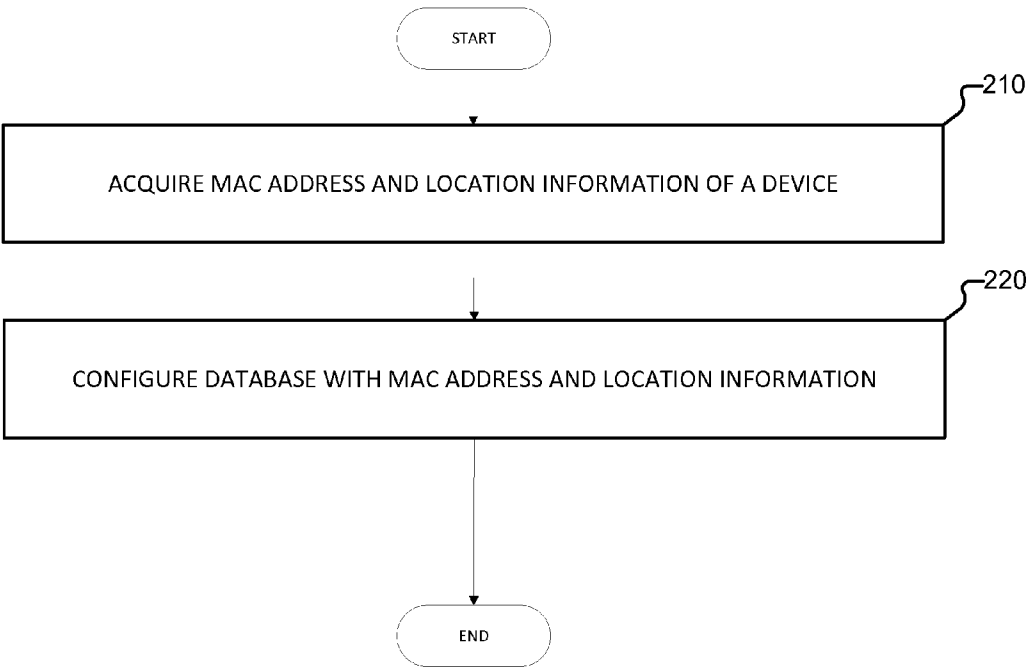 START
210
ACQUIRE MAC ADDRESS AND LOCATION INFORMATION OF A DEVICE
220
CONFIGURE DATABASE WITH MAC ADDRESS AND LOCATION INFORMATION
END